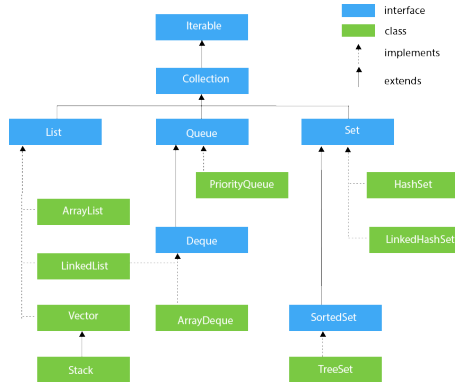 interface
class
implements
extends
Iterable
Collection
List
Queue
Set
PriorityQueue
HashSet
ArrayList
Deque
LinkedHashSet
LinkedList
Vector
ArrayDeque
SortedSet
Stack
TreeSet